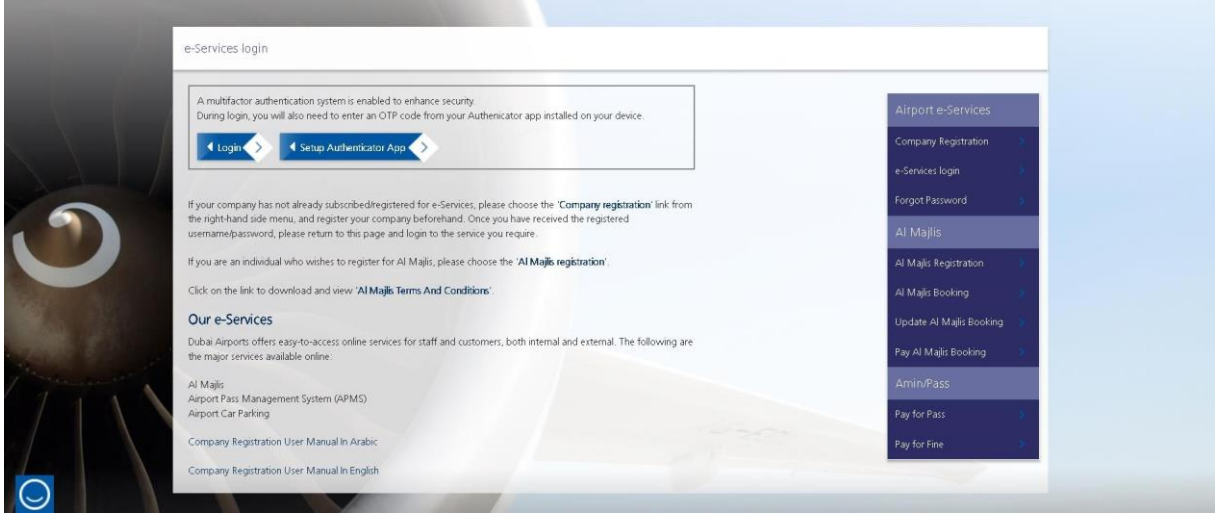 e-Services login
A multifactor authentication system is enabled to enhance security.
During login, you will also need to enter an OTP code from your Authenicator app installed on your device.
Login
Setup Authenticator App
If your company has not already subscribed/registered for e-Services, please choose the 'Company registration' link from
the right-hand side menu, and register your company beforehand. Once you have received the registered
username/password, please return to this page and login to the service you require.
If you are an individual who wishes to register for Al Majlis, please choose the 'Al Majlis registration'.
Click on the link to download and view 'Al Majlis Terms And Conditions'.
Our e-Services
Dubai Airports offers easy-to-access online services for staff and customers, both internal and external. The following are
the major services available online:
Al Majlis
Airport Pass Management System (APMS)
Airport Car Parking
Company Registration User Manual In Arabic
Company Registration User Manual In English
Airport e-Services
Company Registration
e-Services login
Forgot Password
Al Majlis
Al Majlis Registration
Al Majlis Booking
Update Al Majlis Booking
Pay Al Majlis Booking
Amin/Pass
Pay for Pass
Pay for Fine